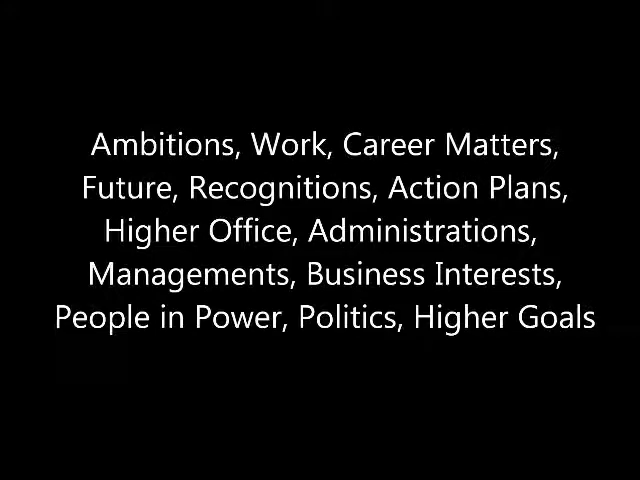 Ambitions, Work, Career Matters,
Future, Recognitions, Action Plans,
Higher Office, Administrations,
Managements, Business Interests,
People in Power, Politics, Higher Goals